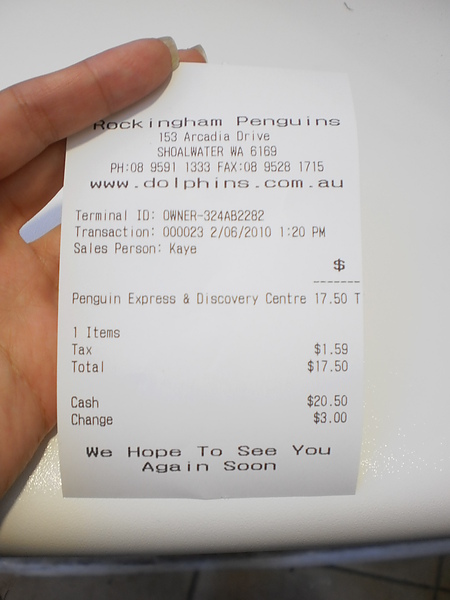 Rockingham Penguins
153 Arcadia Drive
SHOALWATER WA 6169
PH:08 9591 1333 FAX:08 9528 1715
www.dolphins.com.au
Terminal ID: OWNER-324AB2282
Transaction: 000023 2/06/2010 1:20 PM
Sales Person: Kaye
$
-------
Penguin Express & Discovery Centre 17.50 T
1 Items
Tax $1.59
Total $17.50
Cash $20.50
Change $3.00
We Hope To See You
Again Soon